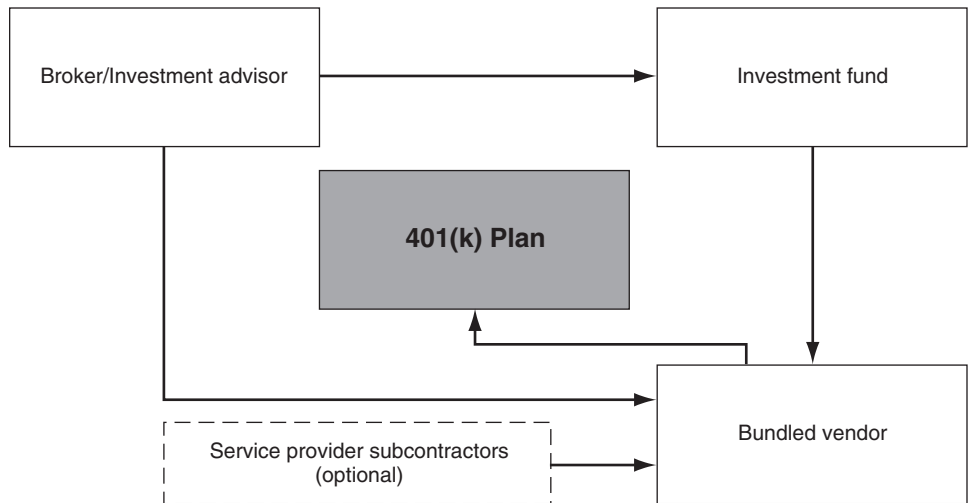 Broker/Investment advisor
Investment fund
401(k) Plan
Bundled vendor
Service provider subcontractors
(optional)